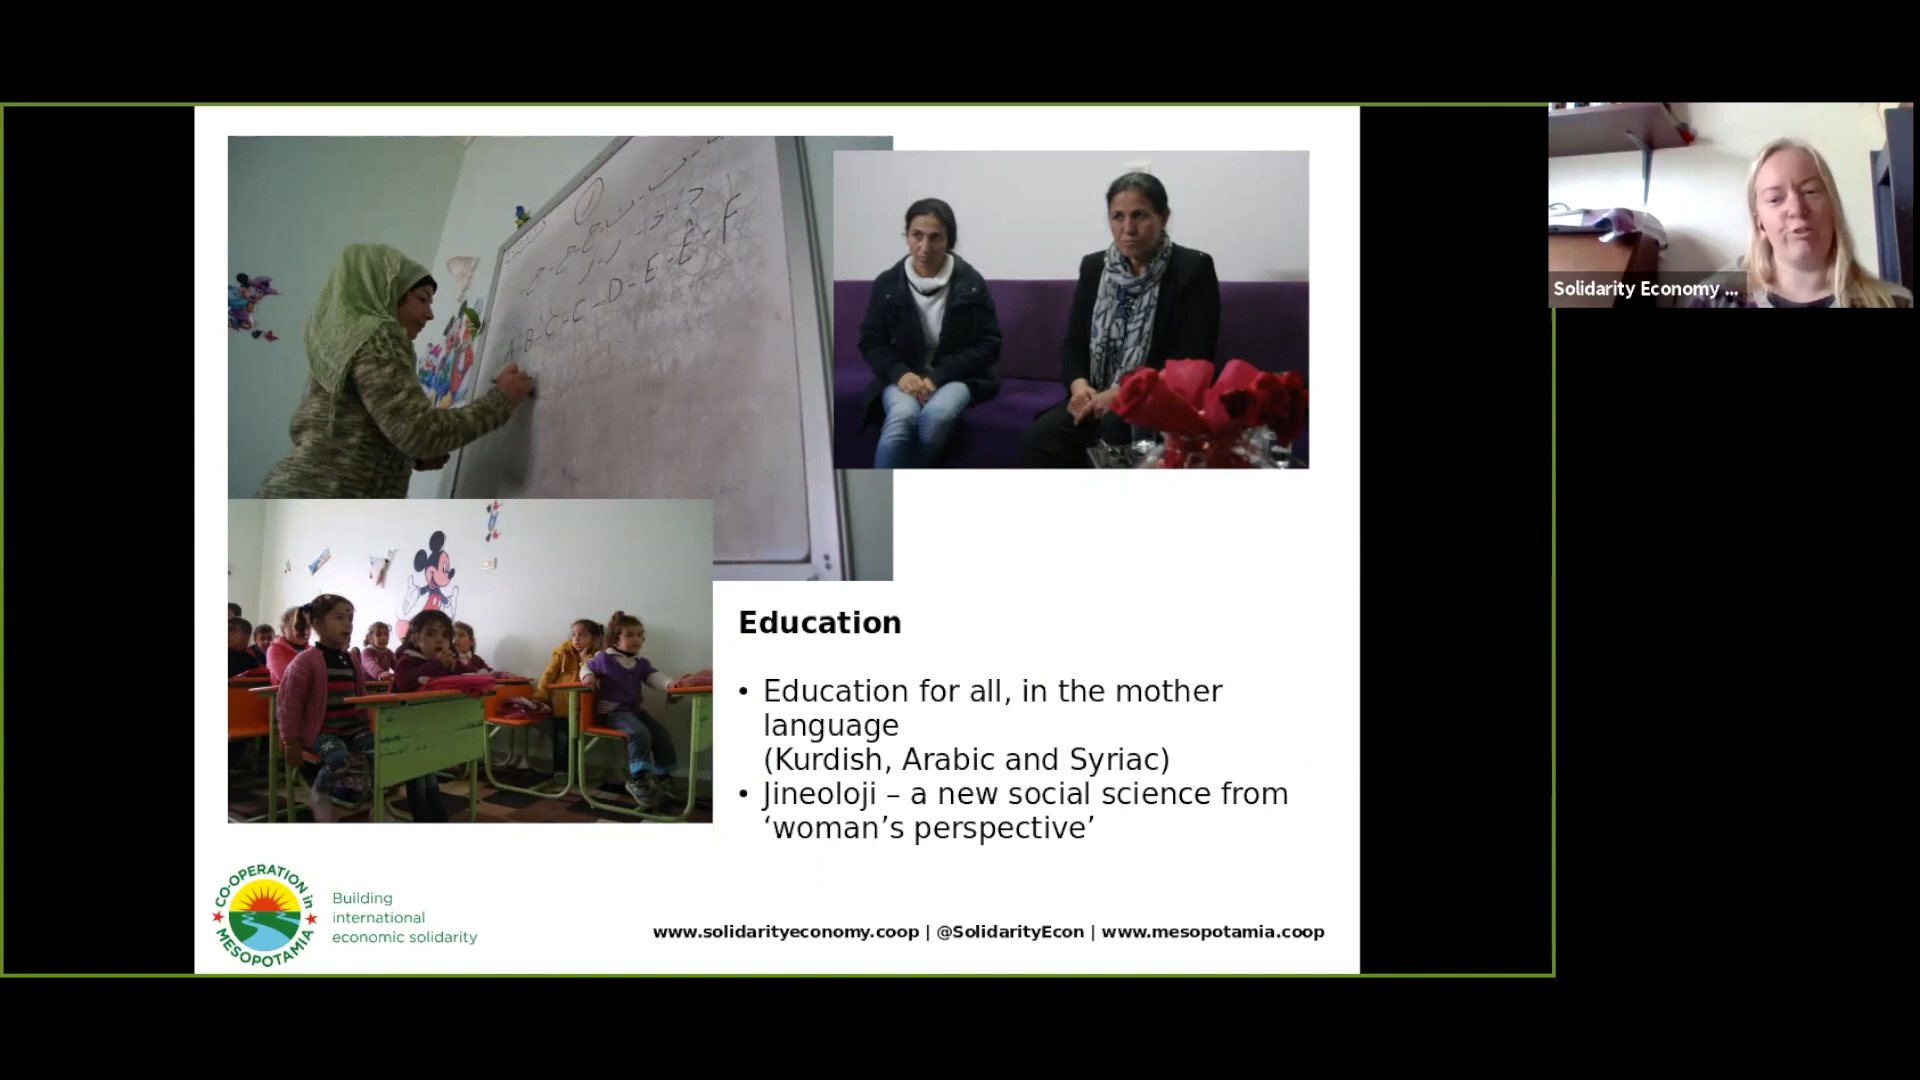 A-B-C-Ç-D-E-Ê-F
Solidarity Economy ...
Education
• Education for all, in the mother
language
(Kurdish, Arabic and Syriac)
• Jineoloji – a new social science from
‘woman’s perspective’
CO-OPERATION in
MESOPOTAMIA
Building
international
economic solidarity
www.solidarityeconomy.coop | @SolidarityEcon | www.mesopotamia.coop